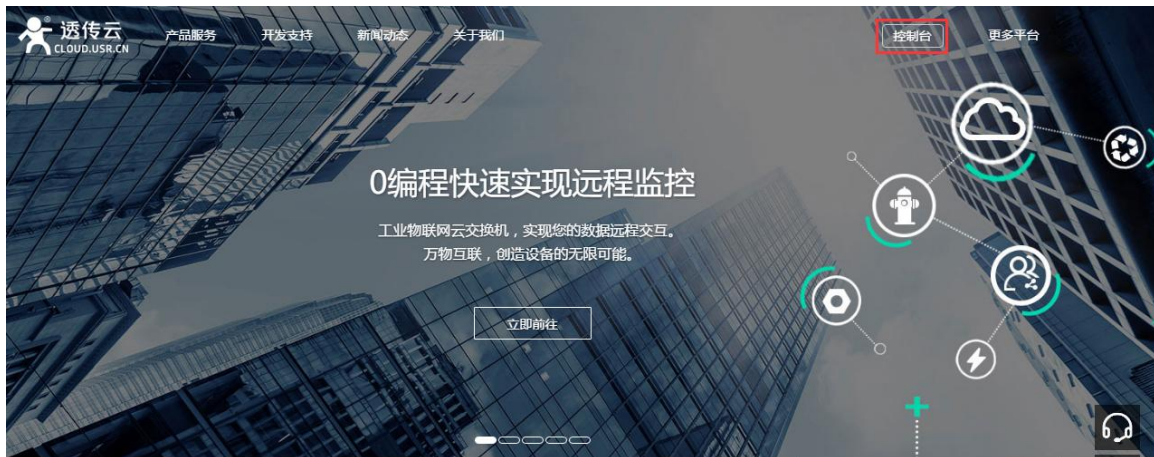 透传云
CLOUD.USR.CN
产品服务
开发支持
新闻动态
关于我们
控制台
更多平台
0编程快速实现远程监控
工业物联网云交换机，实现您的数据远程交互。
万物互联，创造设备的无限可能。
立即前往